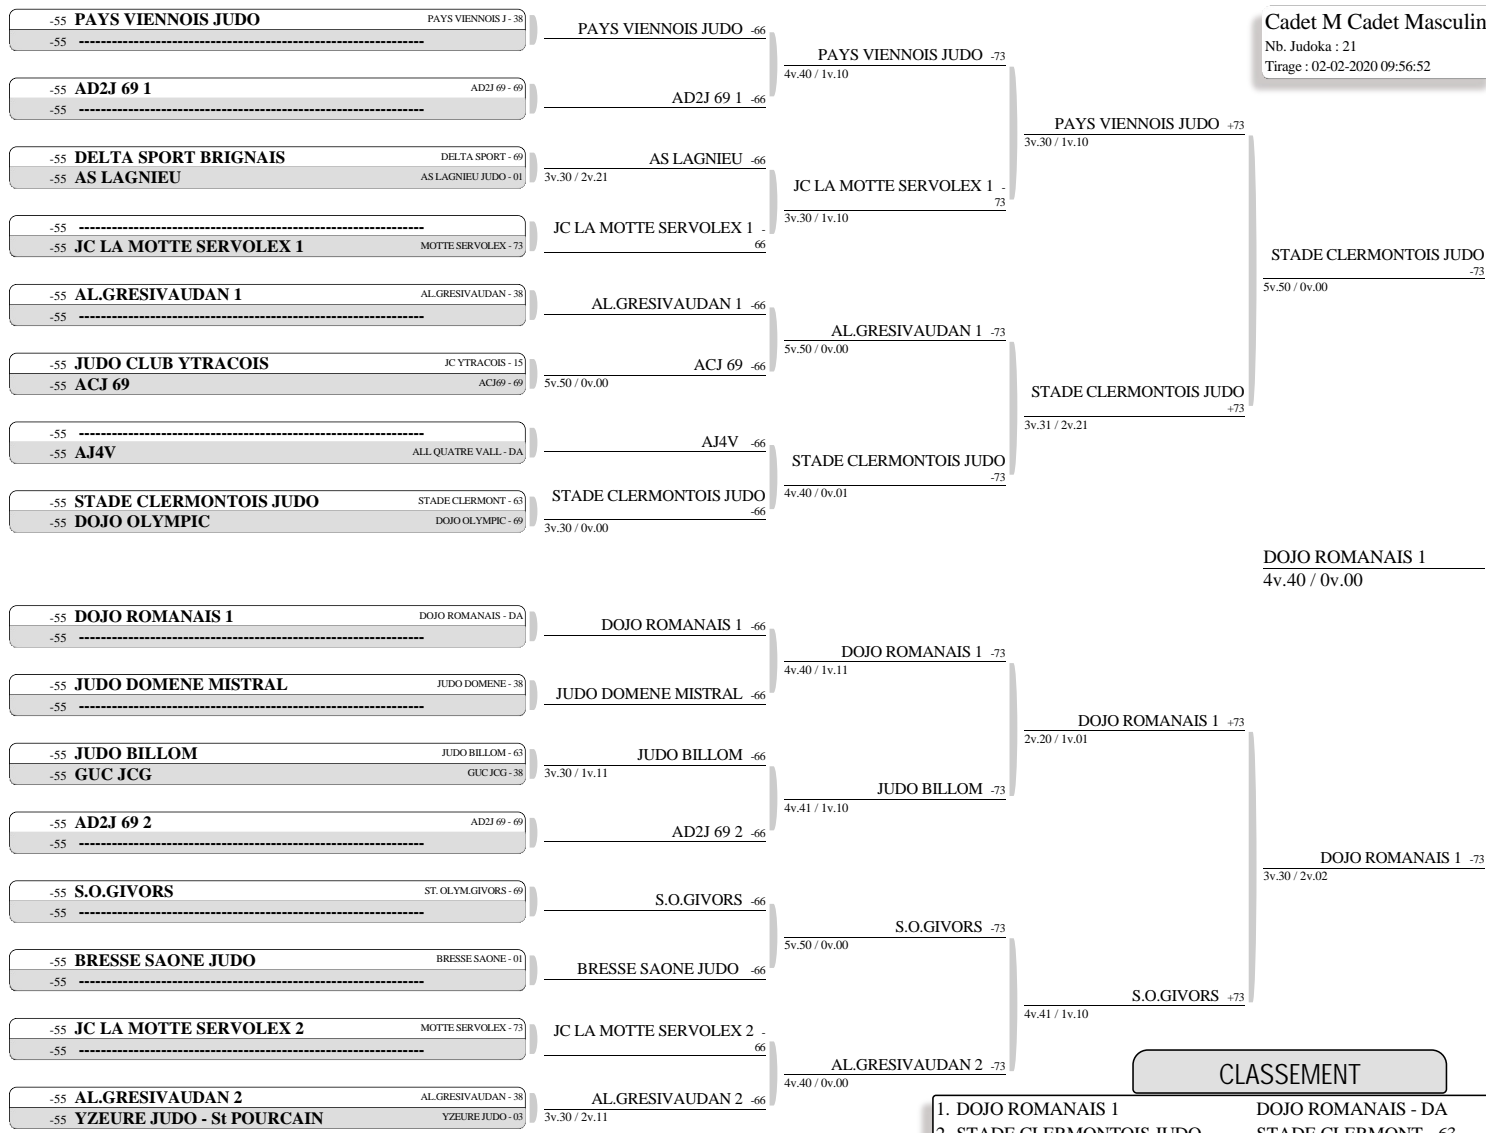 Cadet M Cadet Masculin
Nb. Judoka : 21
Tirage : 02-02-2020 09:56:52
-55 PAYS VIENNOIS JUDO PAYS VIENNOIS J - 38
-55 ----------------------------------------------------------------
-55 AD2J 69 1 AD2J 69 - 69
-55 ----------------------------------------------------------------
-55 DELTA SPORT BRIGNAIS DELTA SPORT - 69
-55 AS LAGNIEU AS LAGNIEU JUDO - 01
-55 ----------------------------------------------------------------
-55 JC LA MOTTE SERVOLEX 1 MOTTE SERVOLEX - 73
-55 AL.GRESIVAUDAN 1 AL.GRESIVAUDAN - 38
-55 ----------------------------------------------------------------
-55 JUDO CLUB YTRACOIS JC YTRACOIS - 15
-55 ACJ 69 ACJ69 - 69
-55 ----------------------------------------------------------------
-55 AJ4V ALL QUATRE VALL - DA
-55 STADE CLERMONTOIS JUDO STADE CLERMONT - 63
-55 DOJO OLYMPIC DOJO OLYMPIC - 69
-55 DOJO ROMANAIS 1 DOJO ROMANAIS - DA
-55 ----------------------------------------------------------------
-55 JUDO DOMENE MISTRAL JUDO DOMENE - 38
-55 ----------------------------------------------------------------
-55 JUDO BILLOM JUDO BILLOM - 63
-55 GUC JCG GUC JCG - 38
-55 AD2J 69 2 AD2J 69 - 69
-55 ----------------------------------------------------------------
-55 S.O.GIVORS ST. OLYM.GIVORS - 69
-55 ----------------------------------------------------------------
-55 BRESSE SAONE JUDO BRESSE SAONE - 01
-55 ----------------------------------------------------------------
-55 JC LA MOTTE SERVOLEX 2 MOTTE SERVOLEX - 73
-55 ----------------------------------------------------------------
-55 AL.GRESIVAUDAN 2 AL.GRESIVAUDAN - 38
-55 YZEURE JUDO - St POURCAIN YZEURE JUDO - 03
PAYS VIENNOIS JUDO -66
AD2J 69 1 -66
AS LAGNIEU -66
3v.30 / 2v.21
JC LA MOTTE SERVOLEX 1 -
66
AL.GRESIVAUDAN 1 -66
ACJ 69 -66
5v.50 / 0v.00
AJ4V -66
STADE CLERMONTOIS JUDO
-66
3v.30 / 0v.00
DOJO ROMANAIS 1 -66
JUDO DOMENE MISTRAL -66
JUDO BILLOM -66
3v.30 / 1v.11
AD2J 69 2 -66
S.O.GIVORS -66
BRESSE SAONE JUDO -66
JC LA MOTTE SERVOLEX 2 -
66
AL.GRESIVAUDAN 2 -66
3v.30 / 2v.11
PAYS VIENNOIS JUDO -73
4v.40 / 1v.10
JC LA MOTTE SERVOLEX 1 -
73
3v.30 / 1v.10
AL.GRESIVAUDAN 1 -73
5v.50 / 0v.00
STADE CLERMONTOIS JUDO
-73
4v.40 / 0v.01
DOJO ROMANAIS 1 -73
4v.40 / 1v.11
JUDO BILLOM -73
4v.41 / 1v.10
S.O.GIVORS -73
5v.50 / 0v.00
AL.GRESIVAUDAN 2 -73
4v.40 / 0v.00
PAYS VIENNOIS JUDO +73
3v.30 / 1v.10
STADE CLERMONTOIS JUDO
+73
3v.31 / 2v.21
DOJO ROMANAIS 1 +73
2v.20 / 1v.01
S.O.GIVORS +73
4v.41 / 1v.10
STADE CLERMONTOIS JUDO
-73
5v.50 / 0v.00
DOJO ROMANAIS 1
4v.40 / 0v.00
DOJO ROMANAIS 1 -73
3v.30 / 2v.02
CLASSEMENT
1. DOJO ROMANAIS 1 DOJO ROMANAIS - DA
2. STADE CLERMONTOIS JUDO STADE CLERMONT - 63